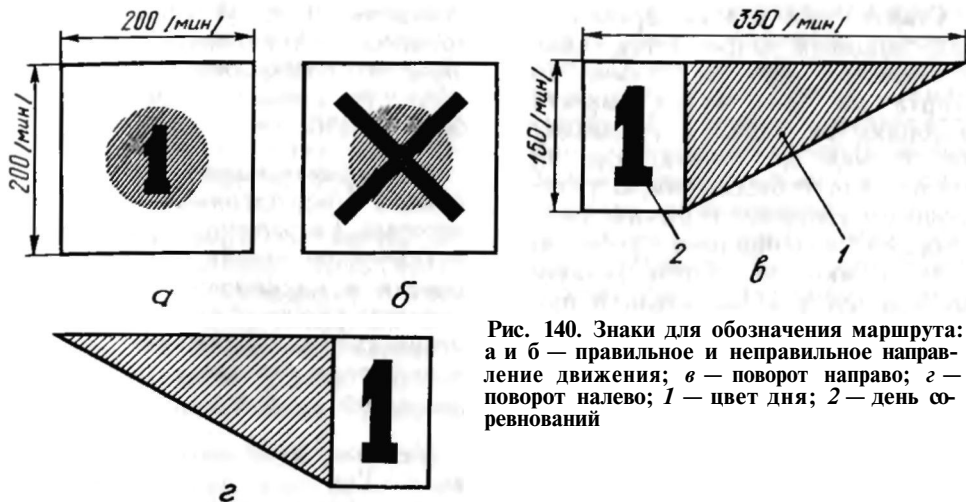 200 /мин/
200 /мин/
1
а
б
350 /мин/
150 /мин/
1
2
1
в
1
г
Рис. 140. Знаки для обозначения маршрута:
а и б — правильное и неправильное направ-
ление движения; в — поворот направо; г —
поворот налево; 1 — цвет дня; 2 — день со-
ревнований